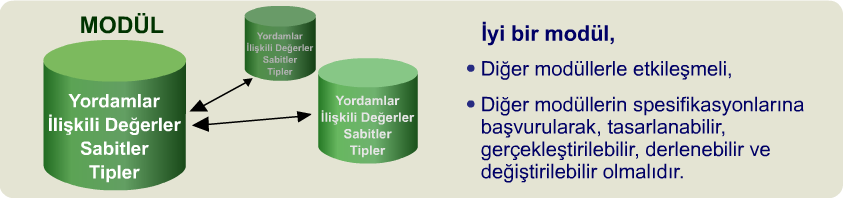 MODÜL
Yordamlar
İlişkili Değerler
Sabitler
Tipler
Yordamlar
İlişkili Değerler
Sabitler
Tipler
Yordamlar
İlişkili Değerler
Sabitler
Tipler
İyi bir modül,
• Diğer modüllerle etkileşmeli,
• Diğer modüllerin spesifikasyonlarına
başvurularak, tasarlanabilir,
gerçekleştirilebilir, derlenebilir ve
değiştirilebilir olmalıdır.